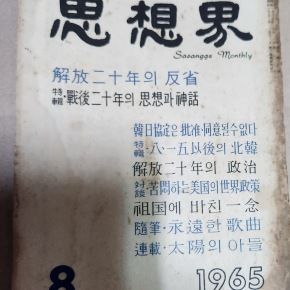 思想界
Sasangge Monthly
解放二十年의 反省
特輯·戰後二十年의 思想과 神話
韓日協定은 批准·同意될수없다
特輯·八·一五以後의 北韓
解放二十年의 政治
対談·苦悶하는 美国의 世界政策
祖国에 바친 一念
隨筆·永遠한 歌曲
連載·太陽의 아들
8
1965